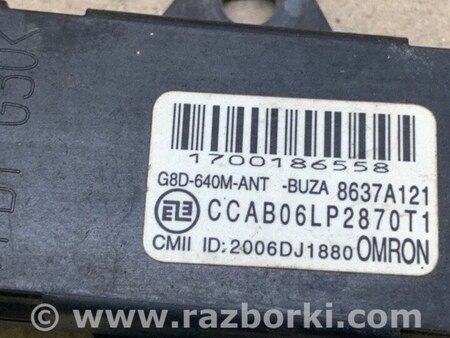 1700186558
G8D-640M-ANT -BUZA 8637A121
CCAB06LP2870T1
CMII ID:2006DJ1880 OMRON
www.razborki.com